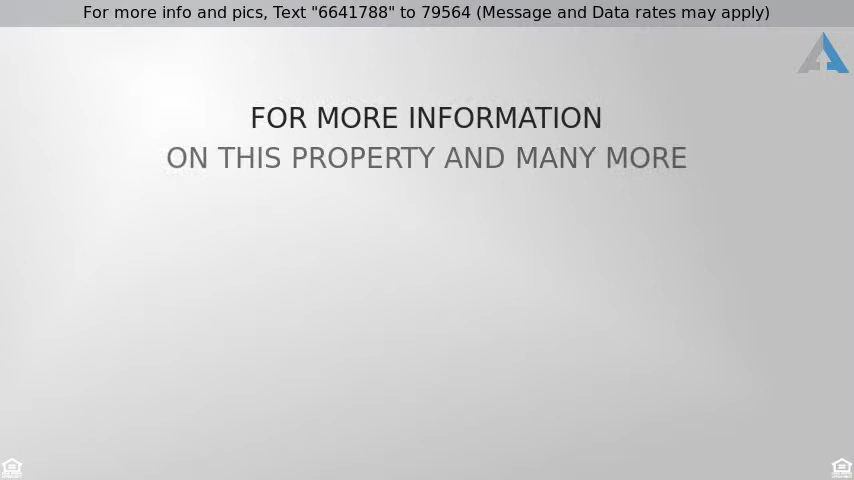 For more info and pics, Text "6641788" to 79564 (Message and Data rates may apply)
FOR MORE INFORMATION
ON THIS PROPERTY AND MANY MORE